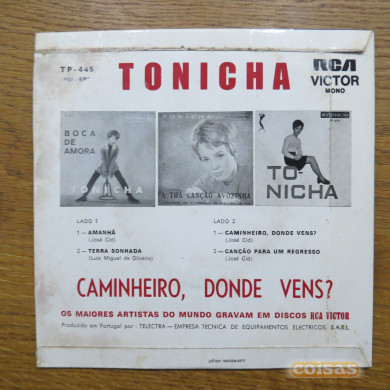 TP-445
TONICHA
RCA
VICTOR
MONO
BOCA
DE
AMORA
TONICHA
A TUA CANÇÃO AVOZINHA
TO-
NICHA
LADO 1
1 — AMANHÃ
(José Cid)
2 — TERRA SONHADA
(Luis Miguel de Oliveira)
LADO 2
1 — CAMINHEIRO, DONDE VENS?
(José Cid)
2 — CANÇÃO PARA UM REGRESSO
(José Cid)
CAMINHEIRO, DONDE VENS?
OS MAIORES ARTISTAS DO MUNDO GRAVAM EM DISCOS RCA VICTOR
Produzido em Portugal por: TELECTRA — EMPRESA TECNICA DE EQUIPAMENTOS ELECTRICOS, S.A.R.L.
coisas